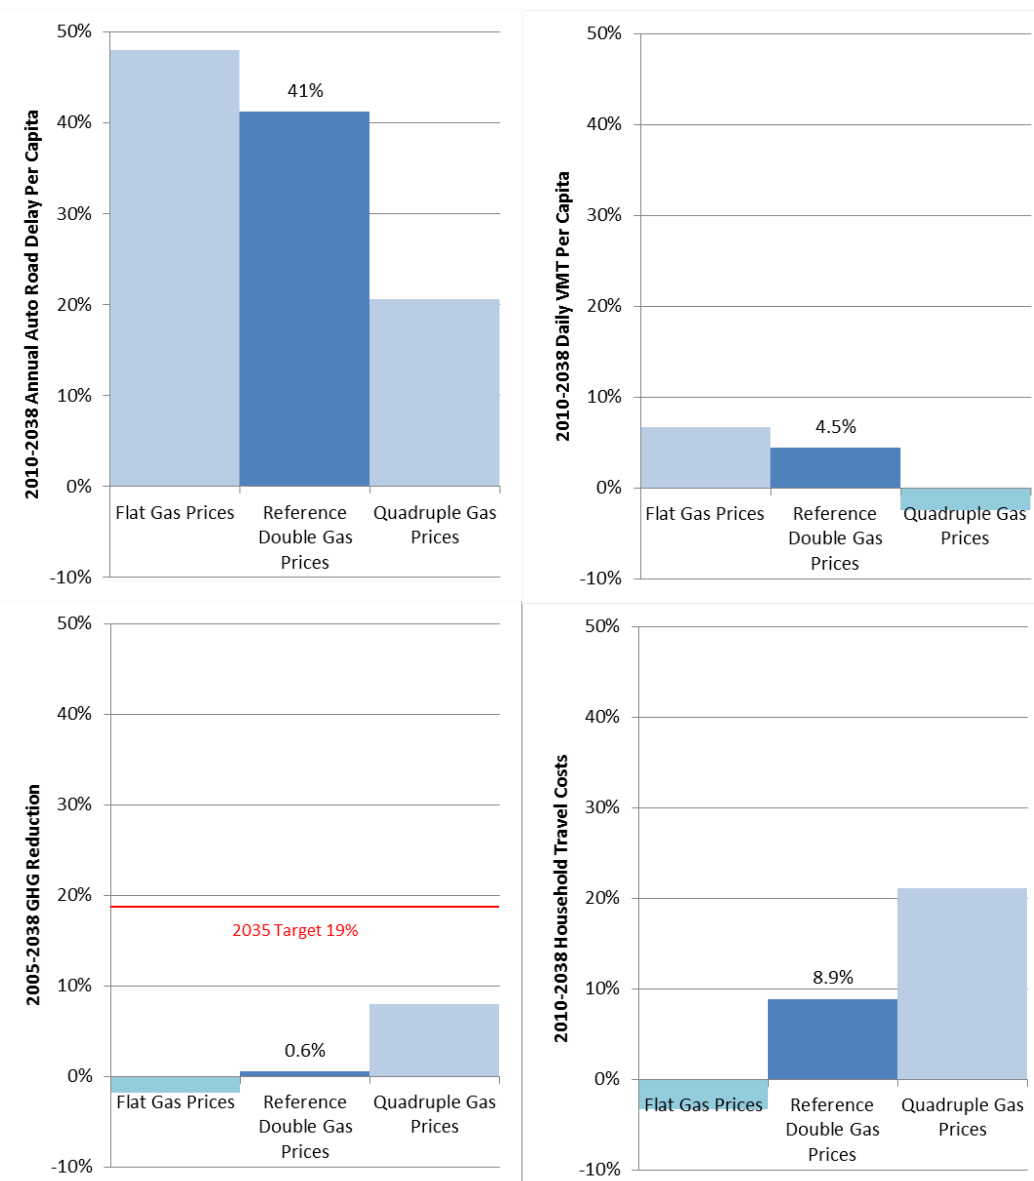 2010-2038 Annual Auto Road Delay Per Capita
50%
40%
30%
20%
10%
0%
-10%
41%
Flat Gas Prices
Reference
Double Gas
Prices
Quadruple Gas
Prices
2010-2038 Daily VMT Per Capita
50%
40%
30%
20%
10%
0%
-10%
4.5%
Flat Gas Prices
Reference
Double Gas
Prices
Quadruple Gas
Prices
2005-2038 GHG Reduction
50%
40%
30%
20%
10%
0%
-10%
2035 Target 19%
0.6%
Flat Gas Prices
Reference
Double Gas
Prices
Quadruple Gas
Prices
2010-2038 Household Travel Costs
50%
40%
30%
20%
10%
0%
-10%
8.9%
Flat Gas Prices
Reference
Double Gas
Prices
Quadruple Gas
Prices